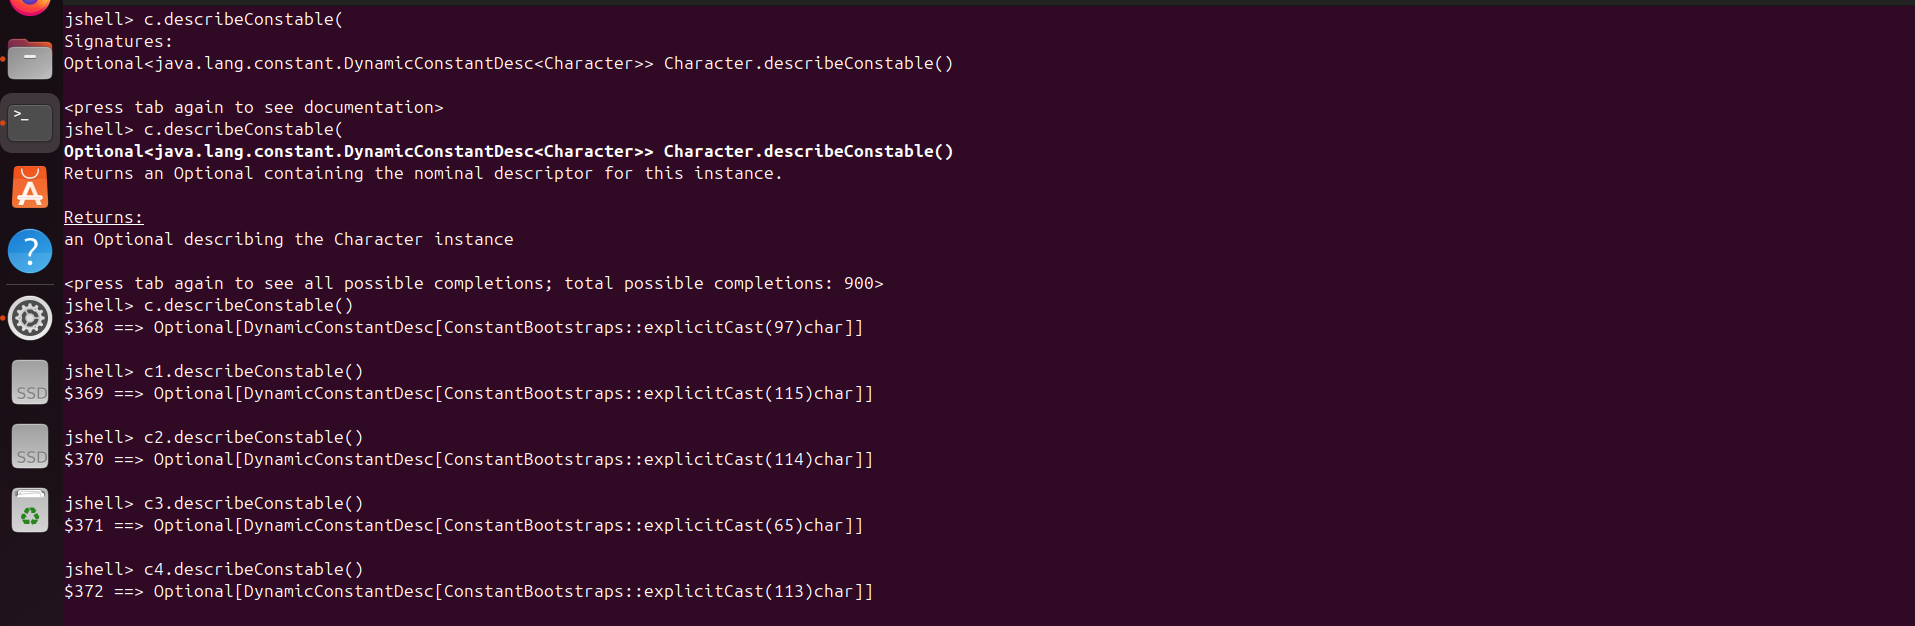 jshell> c.describeConstable(
Signatures:
Optional<java.lang.constant.DynamicConstantDesc<Character>> Character.describeConstable()
<press tab again to see documentation>
jshell> c.describeConstable(
Optional<java.lang.constant.DynamicConstantDesc<Character>> Character.describeConstable()
Returns an Optional containing the nominal descriptor for this instance.
Returns:
an Optional describing the Character instance
<press tab again to see all possible completions; total possible completions: 900>
jshell> c.describeConstable()
$368 ==> Optional[DynamicConstantDesc[ConstantBootstraps::explicitCast(97)char]]
jshell> c1.describeConstable()
$369 ==> Optional[DynamicConstantDesc[ConstantBootstraps::explicitCast(115)char]]
jshell> c2.describeConstable()
$370 ==> Optional[DynamicConstantDesc[ConstantBootstraps::explicitCast(114)char]]
jshell> c3.describeConstable()
$371 ==> Optional[DynamicConstantDesc[ConstantBootstraps::explicitCast(65)char]]
jshell> c4.describeConstable()
$372 ==> Optional[DynamicConstantDesc[ConstantBootstraps::explicitCast(113)char]]
>_
A
?
SSD
SSD